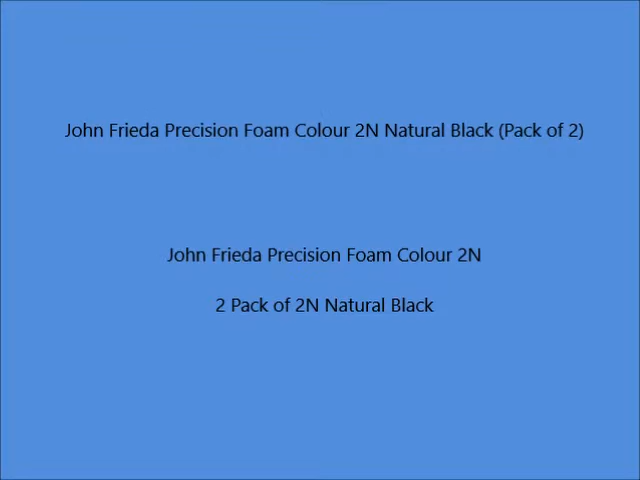 John Frieda Precision Foam Colour 2N Natural Black (Pack of 2)
John Frieda Precision Foam Colour 2N
2 Pack of 2N Natural Black